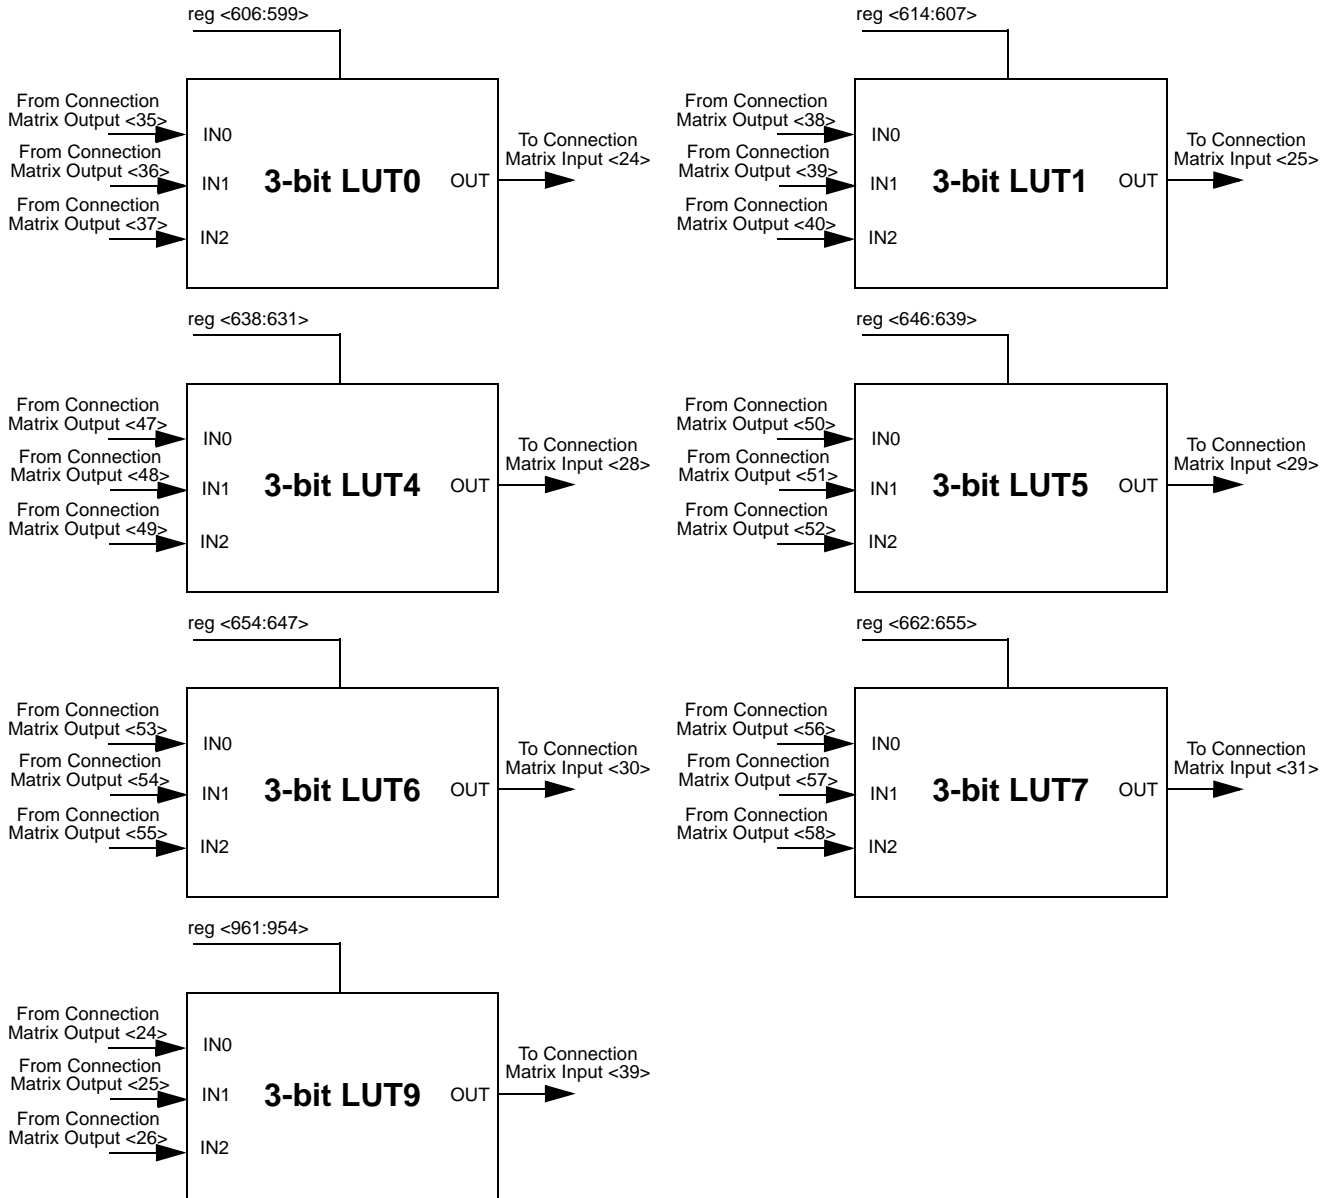 reg <606:599>
From Connection
Matrix Output <35>
From Connection
Matrix Output <36>
From Connection
Matrix Output <37>
IN0
IN1
IN2
3-bit LUT0
OUT
To Connection
Matrix Input <24>
reg <614:607>
From Connection
Matrix Output <38>
From Connection
Matrix Output <39>
From Connection
Matrix Output <40>
IN0
IN1
IN2
3-bit LUT1
OUT
To Connection
Matrix Input <25>
reg <638:631>
From Connection
Matrix Output <47>
From Connection
Matrix Output <48>
From Connection
Matrix Output <49>
IN0
IN1
IN2
3-bit LUT4
OUT
To Connection
Matrix Input <28>
reg <646:639>
From Connection
Matrix Output <50>
From Connection
Matrix Output <51>
From Connection
Matrix Output <52>
IN0
IN1
IN2
3-bit LUT5
OUT
To Connection
Matrix Input <29>
reg <654:647>
From Connection
Matrix Output <53>
From Connection
Matrix Output <54>
From Connection
Matrix Output <55>
IN0
IN1
IN2
3-bit LUT6
OUT
To Connection
Matrix Input <30>
reg <662:655>
From Connection
Matrix Output <56>
From Connection
Matrix Output <57>
From Connection
Matrix Output <58>
IN0
IN1
IN2
3-bit LUT7
OUT
To Connection
Matrix Input <31>
reg <961:954>
From Connection
Matrix Output <24>
From Connection
Matrix Output <25>
From Connection
Matrix Output <26>
IN0
IN1
IN2
3-bit LUT9
OUT
To Connection
Matrix Input <39>